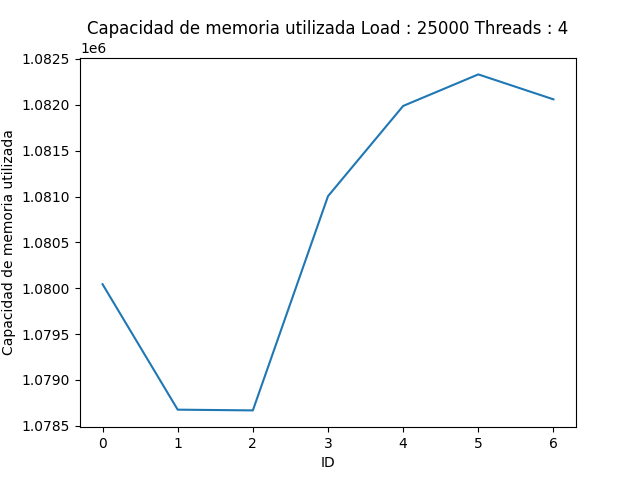 Capacidad de memoria utilizada Load : 25000 Threads : 4
1e6
1.0825
1.0820
1.0815
1.0810
1.0805
1.0800
1.0795
1.0790
1.0785
Capacidad de memoria utilizada
0 1 2 3 4 5 6
ID